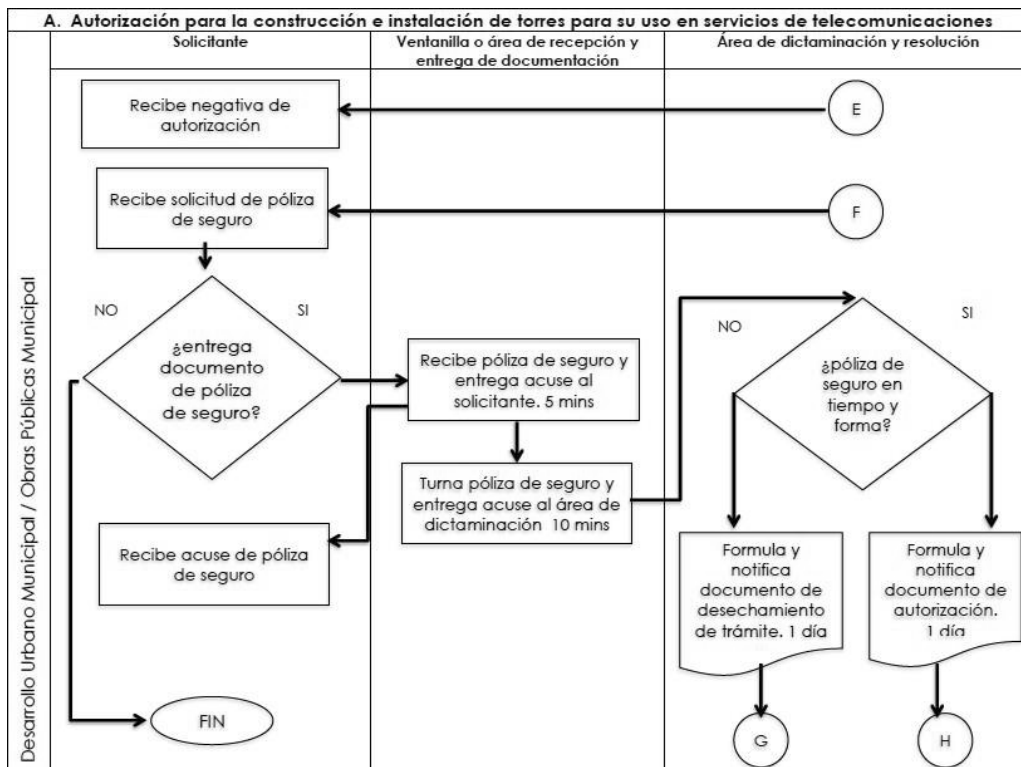 A. Autorización para la construcción e instalación de torres para su uso en servicios de telecomunicaciones
Desarrollo Urbano Municipal / Obras Públicas Municipal
Solicitante
Ventanilla o área de recepción y
entrega de documentación
Área de dictaminación y resolución
Recibe negativa de
autorización
E
Recibe solicitud de póliza
de seguro
F
NO
SI
¿entrega
documento
de póliza
de seguro?
Recibe póliza de seguro y
entrega acuse al
solicitante. 5 mins
NO
SI
¿póliza de
seguro en
tiempo y
forma?
Turna póliza de seguro y
entrega acuse al área de
dictaminación 10 mins
Recibe acuse de póliza
de seguro
Formula y
notifica
documento de
desechamiento
de trámite. 1 día
Formula y
notifica
documento de
autorización.
1 día
FIN
G
H